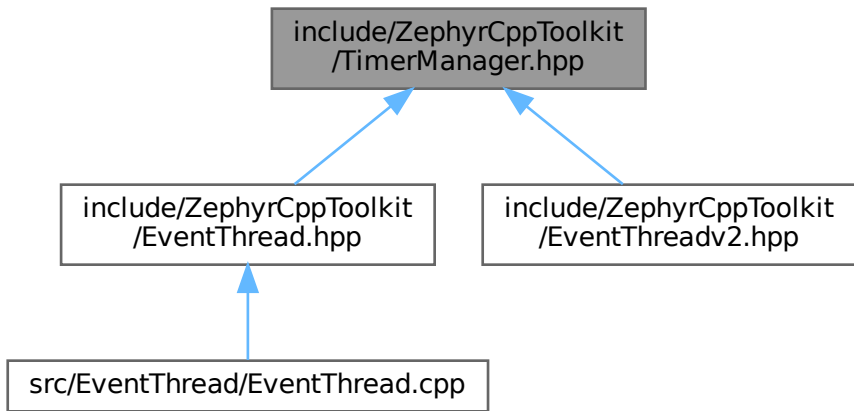 include/ZephyrCppToolkit
/TimerManager.hpp
include/ZephyrCppToolkit
/EventThread.hpp
include/ZephyrCppToolkit
/EventThreadv2.hpp
src/EventThread/EventThread.cpp